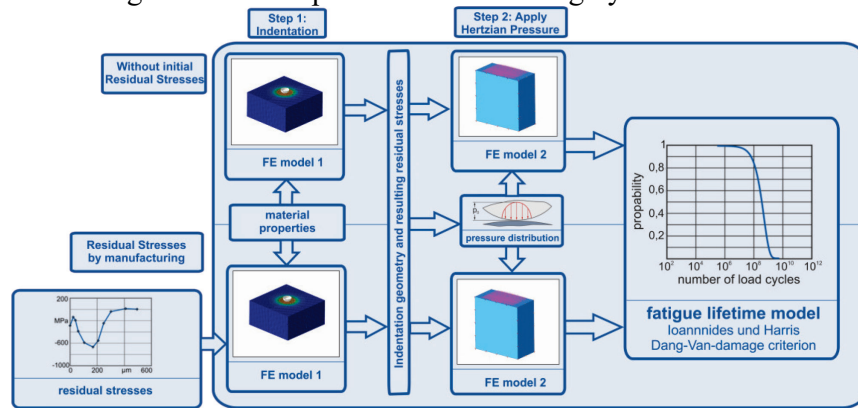 Step 1:
Indentation
Step 2: Apply
Hertzian Pressure
Without initial
Residual Stresses
FE model 1
FE model 2
material
properties
Indentation geometry and resulting residual stresses
pressure distribution
Residual Stresses
by manufacturing
200
MPa
-600
-1000
0
200
µm
600
residual stresses
FE model 1
FE model 2
propability
1
0,8
0,6
0,4
0,2
10² 10⁴ 10⁶ 10⁸ 10¹⁰ 10¹²
number of load cycles
fatigue lifetime model
Ioannnides und Harris
Dang-Van-damage criterion